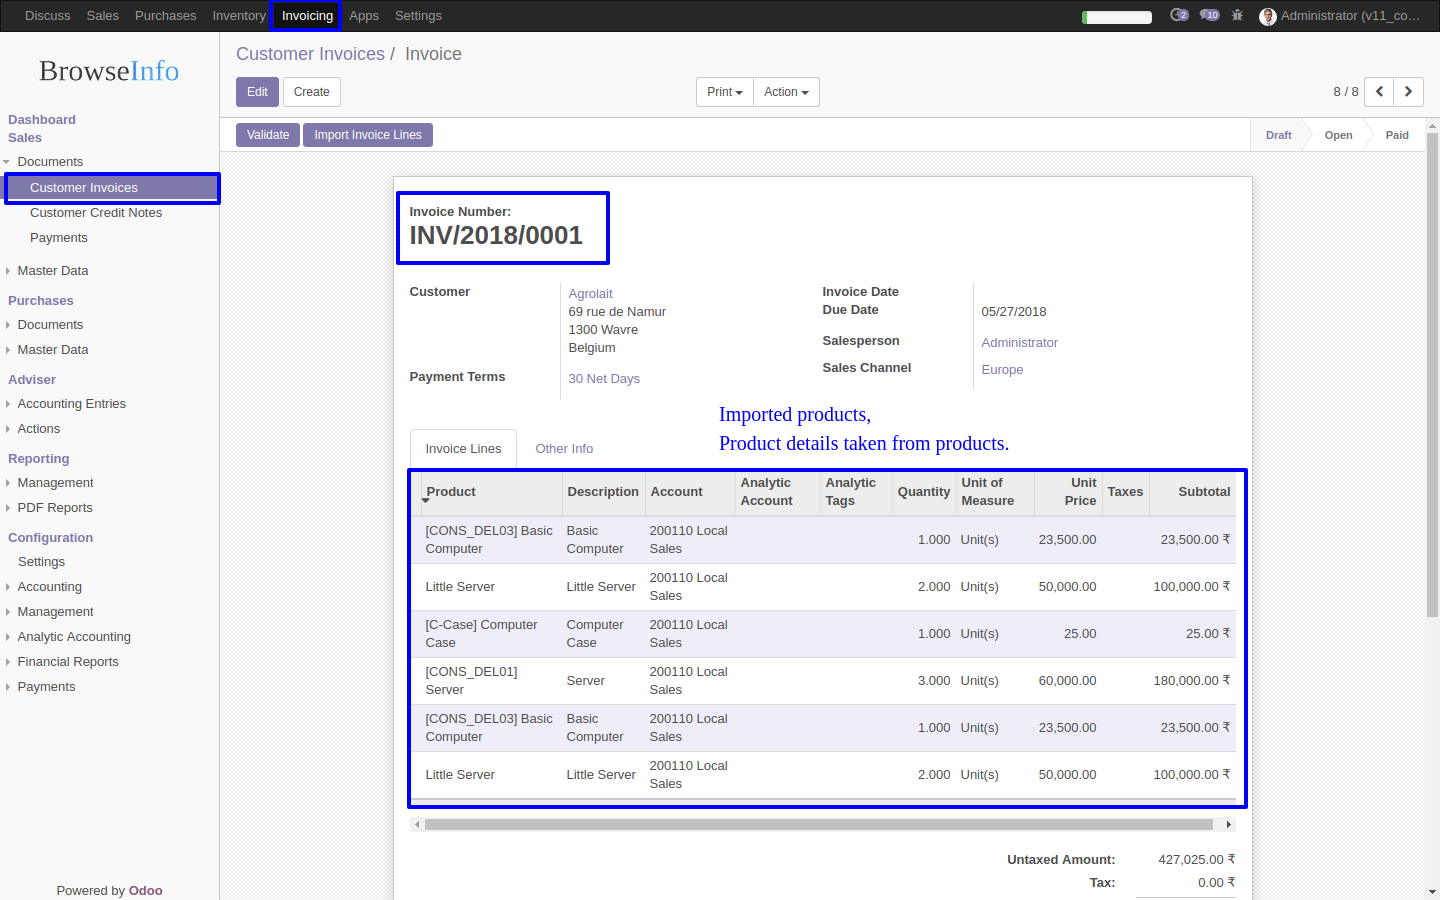 Discuss Sales Purchases Inventory Invoicing Apps Settings 2 10 Administrator (v11_co...
BrowseInfo
Customer Invoices / Invoice
Edit Create Print Action 8 / 8
Validate Import Invoice Lines Draft Open Paid
Dashboard
Sales
Documents
Customer Invoices
Customer Credit Notes
Payments
Master Data
Purchases
Documents
Master Data
Adviser
Accounting Entries
Actions
Reporting
Management
PDF Reports
Configuration
Settings
Accounting
Management
Analytic Accounting
Financial Reports
Payments
Powered by Odoo
Invoice Number:
INV/2018/0001
Customer Agrolait
69 rue de Namur
1300 Wavre
Belgium
Payment Terms 30 Net Days
Invoice Date
Due Date 05/27/2018
Salesperson Administrator
Sales Channel Europe
Imported products,
Product details taken from products.
Invoice Lines Other Info
Product Description Account Analytic Account Analytic Tags Quantity Unit of Measure Unit Price Taxes Subtotal
[CONS_DEL03] Basic Computer Basic Computer 200110 Local Sales 1.000 Unit(s) 23,500.00 23,500.00 ₹
Little Server Little Server 200110 Local Sales 2.000 Unit(s) 50,000.00 100,000.00 ₹
[C-Case] Computer Case Computer Case 200110 Local Sales 1.000 Unit(s) 25.00 25.00 ₹
[CONS_DEL01] Server Server 200110 Local Sales 3.000 Unit(s) 60,000.00 180,000.00 ₹
[CONS_DEL03] Basic Computer Basic Computer 200110 Local Sales 1.000 Unit(s) 23,500.00 23,500.00 ₹
Little Server Little Server 200110 Local Sales 2.000 Unit(s) 50,000.00 100,000.00 ₹
Untaxed Amount: 427,025.00 ₹
Tax: 0.00 ₹